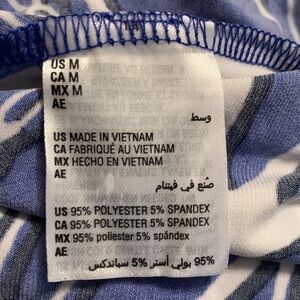 US M
CA M
MX M
AE
وسط
US MADE IN VIETNAM
CA FABRIQUÉ AU VIETNAM
MX HECHO EN VIETNAM
AE
صُنع في فيتنام
US 95% POLYESTER 5% SPANDEX
CA 95% POLYESTER 5% SPANDEX
MX 95% poliester 5% spándex
AE
95% بولي أستر 5% سباندكس